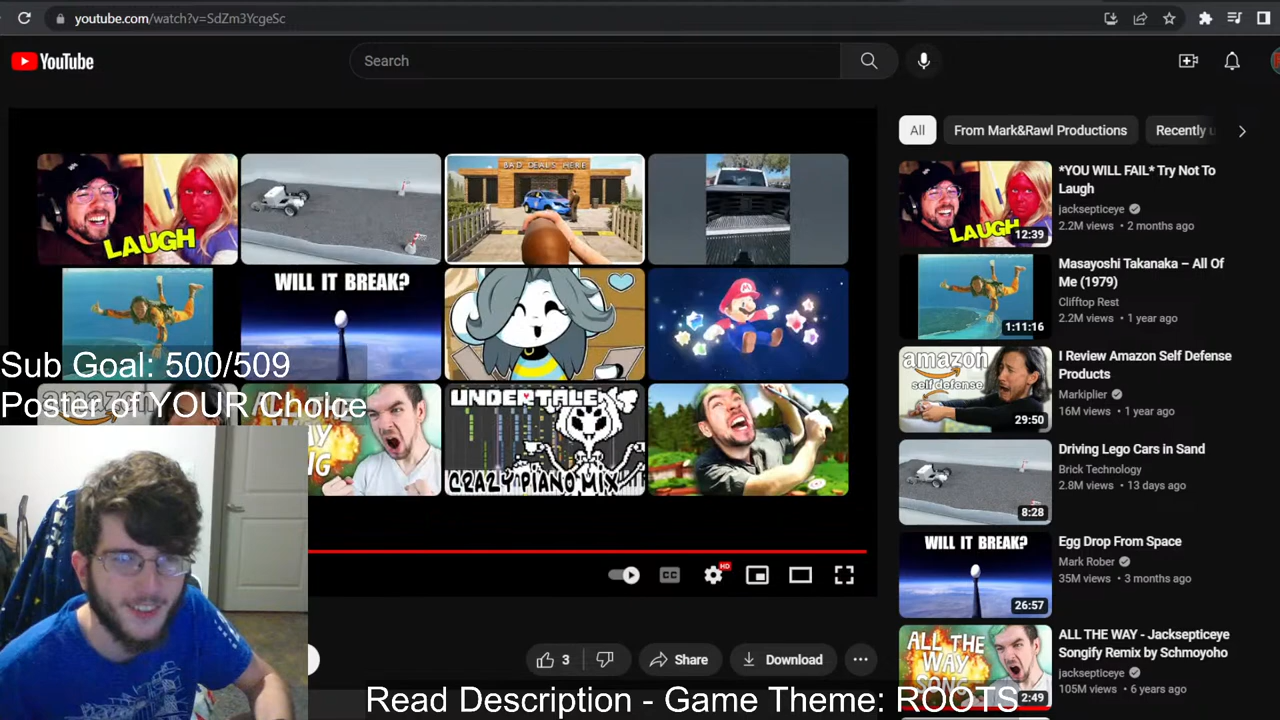 youtube.com/watch?v=SdZm3YcgeSc
YouTube
Search
All
From Mark&Rawl Productions
Recently u
LAUGH
BAD DEALS HERE
WILL IT BREAK?
UNDERTALE
CRAZY PIANO MIX
Sub Goal: 500/509
Poster of YOUR Choice
CC
HD
3
Share
Download
Read Description - Game Theme: ROOTS
LAUGH
12:39
*YOU WILL FAIL* Try Not To
Laugh
jacksepticeye
2.2M views • 2 months ago
1:11:16
Masayoshi Takanaka – All Of
Me (1979)
Clifftop Rest
2.2M views • 1 year ago
amazon
self defense
29:50
I Review Amazon Self Defense
Products
Markiplier
16M views • 1 year ago
8:28
Driving Lego Cars in Sand
Brick Technology
2.8M views • 13 days ago
WILL IT BREAK?
26:57
Egg Drop From Space
Mark Rober
35M views • 3 months ago
ALL THE
WAY
SONG
2:49
ALL THE WAY - Jacksepticeye
Songify Remix by Schmoyoho
jacksepticeye
105M views • 6 years ago